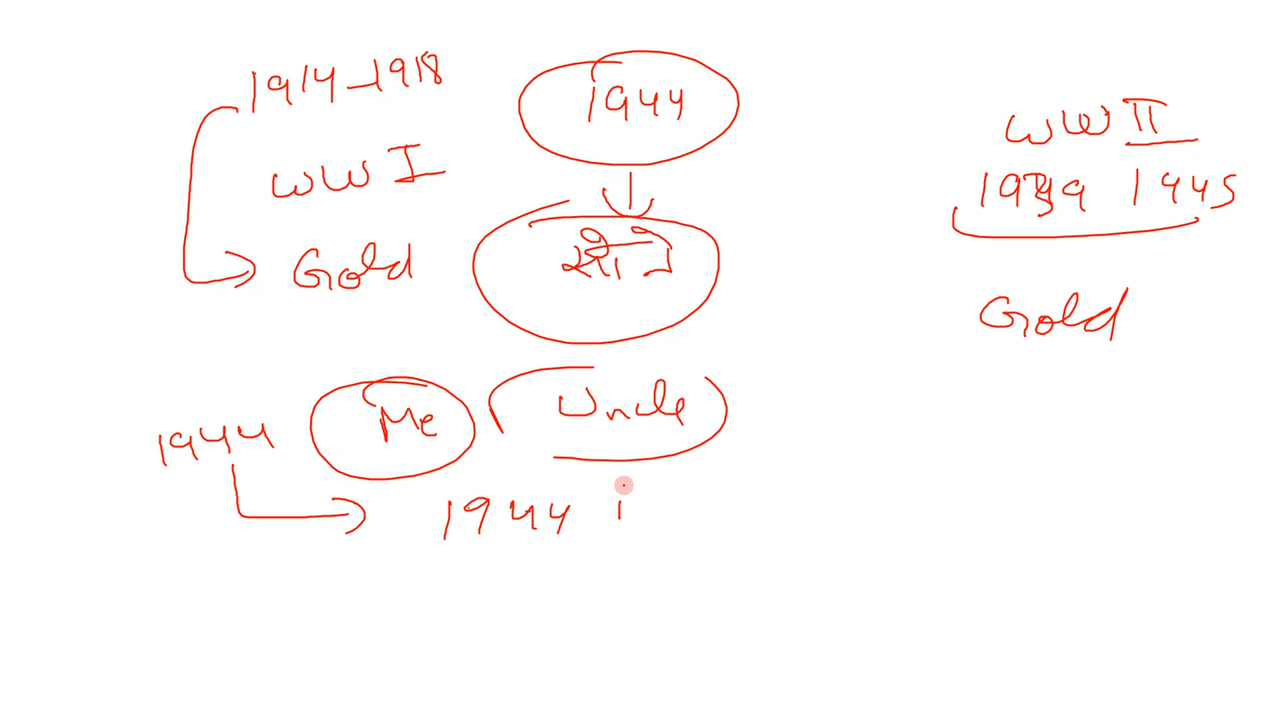 1914-1918
WW I
Gold
1944
WW II
1939 1945
Gold
Me Uncle
1944
1944 i